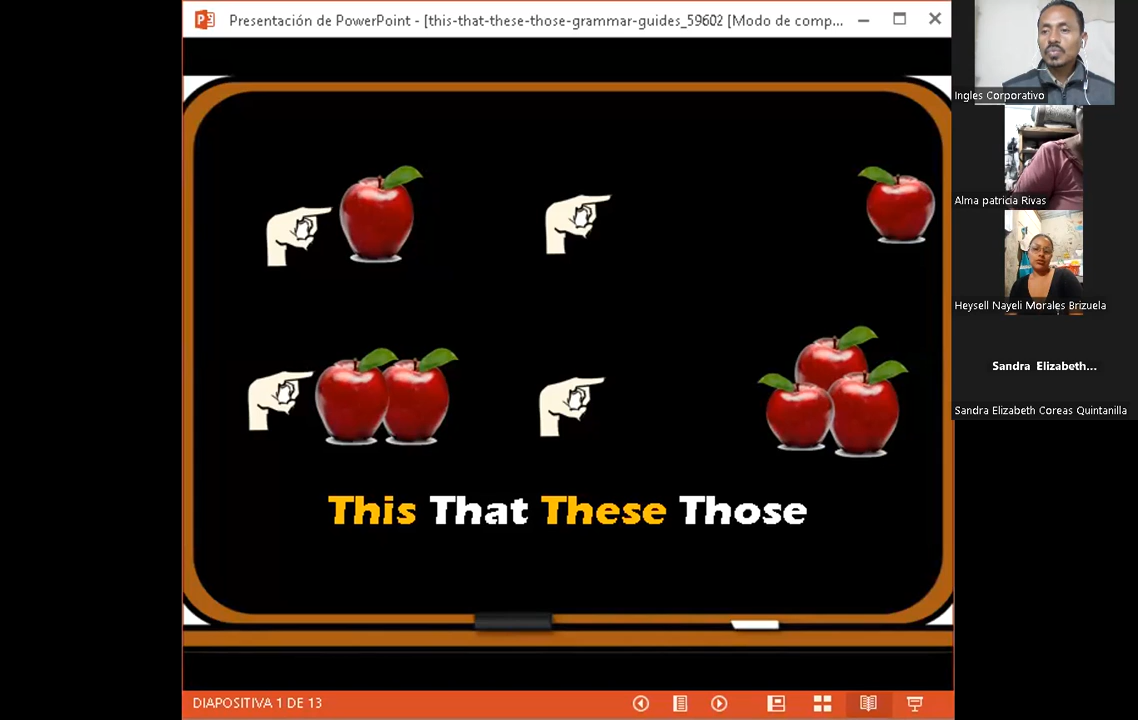 Presentación de PowerPoint - [this-that-these-those-grammar-guides_59602 [Modo de comp...
Ingles Corporativo
Alma patricia Rivas
Heysell Nayeli Morales Brizuela
Sandra Elizabeth...
Sandra Elizabeth Coreas Quintanilla
This That These Those
DIAPOSITIVA 1 DE 13